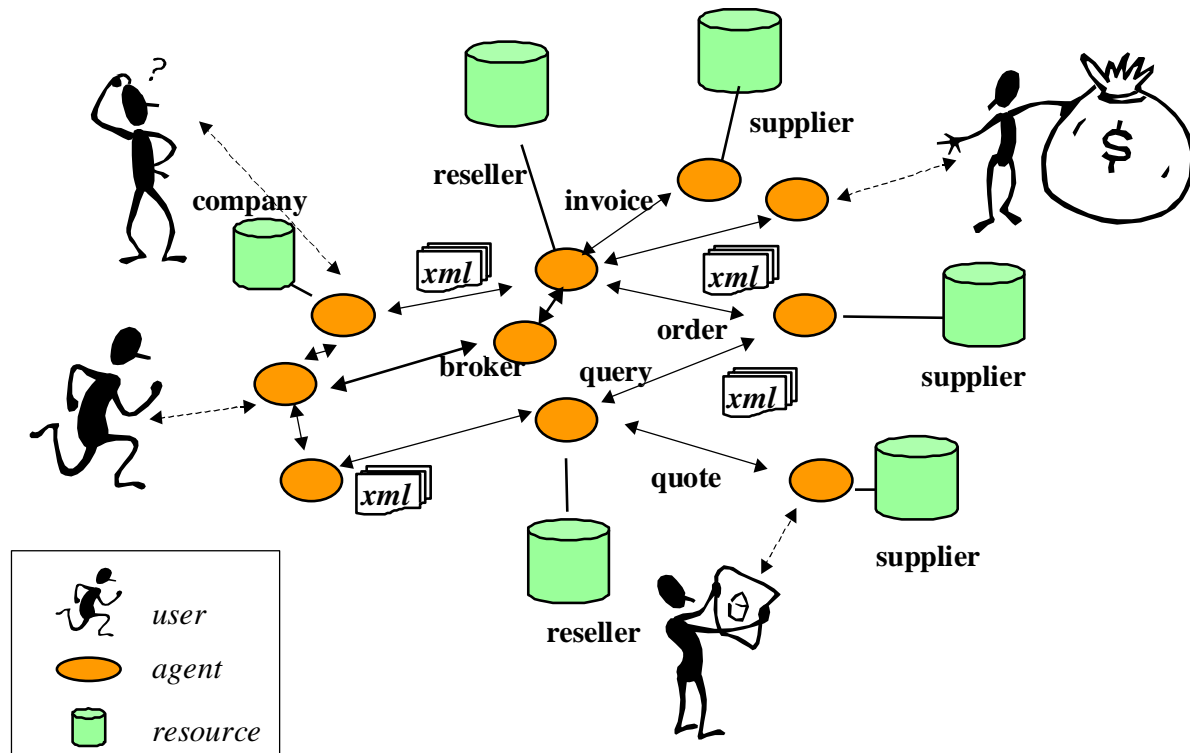 ?
supplier
$
reseller
company
invoice
xml
xml
order
broker
query
supplier
xml
xml
quote
supplier
reseller
user
agent
resource